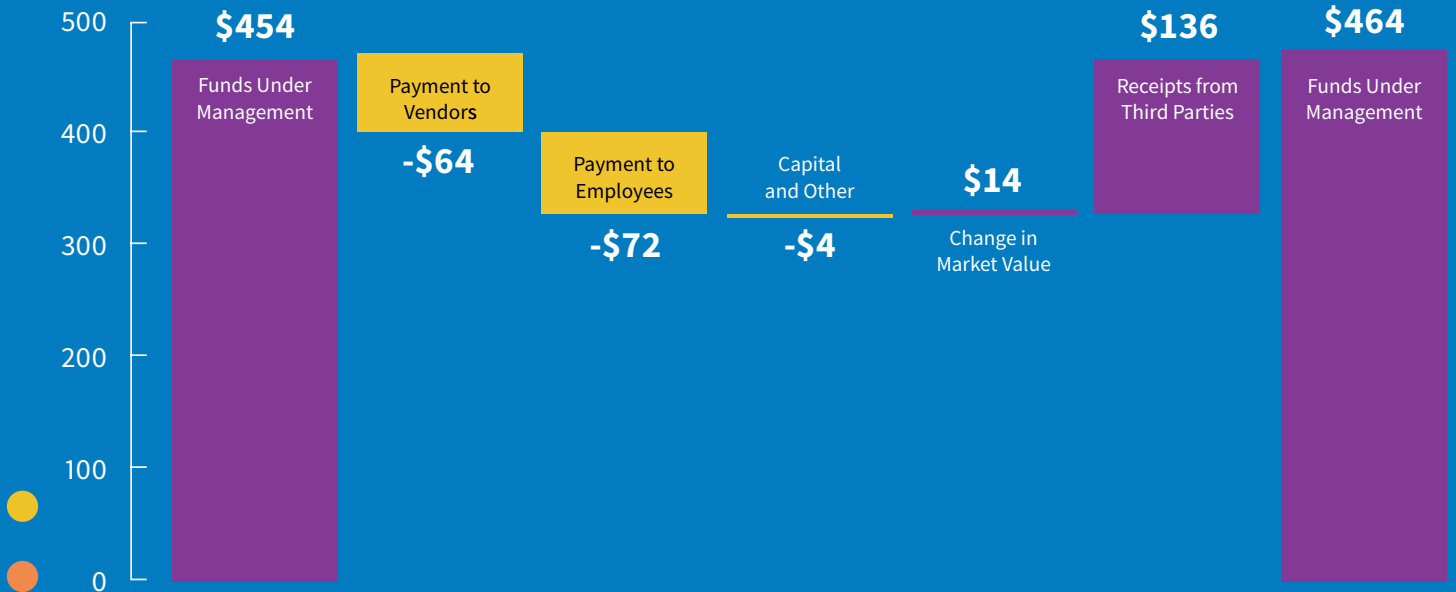 500
400
300
200
100
0
$454
Funds Under
Management
Payment to
Vendors
-$64
Payment to
Employees
-$72
Capital
and Other
-$4
$14
Change in
Market Value
$136
Receipts from
Third Parties
$464
Funds Under
Management